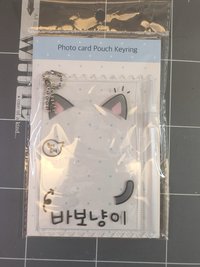 Photo card Pouch Keyring
바보냥이